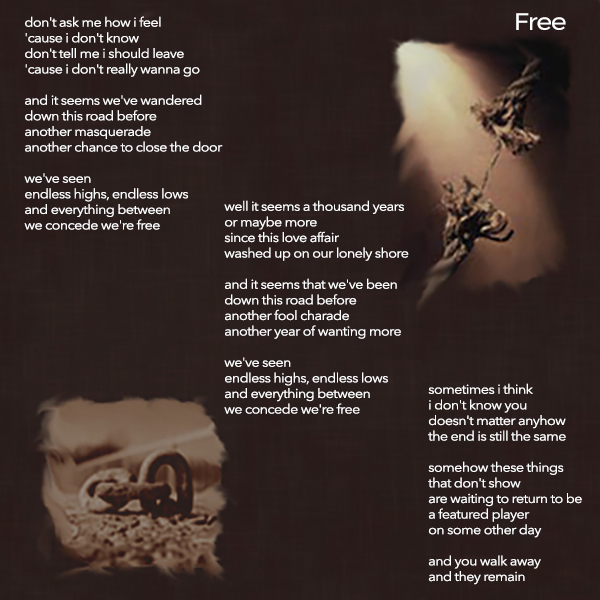 Free
don't ask me how i feel
'cause i don't know
don't tell me i should leave
'cause i don't really wanna go
and it seems we've wandered
down this road before
another masquerade
another chance to close the door
we've seen
endless highs, endless lows
and everything between
we concede we're free
well it seems a thousand years
or maybe more
since this love affair
washed up on our lonely shore
and it seems that we've been
down this road before
another fool charade
another year of wanting more
we've seen
endless highs, endless lows
and everything between
we concede we're free
sometimes i think
i don't know you
doesn't matter anyhow
the end is still the same
somehow these things
that don't show
are waiting to return to be
a featured player
on some other day
and you walk away
and they remain